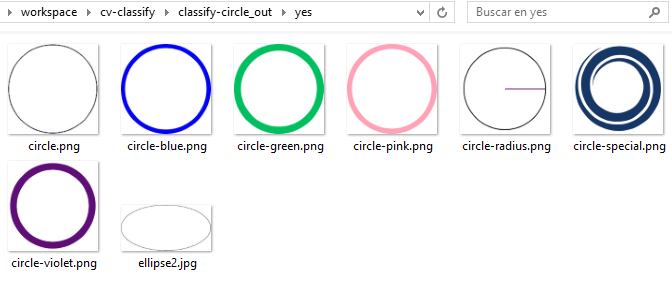 workspace > cv-classify > classify-circle_out > yes
Buscar en yes
circle.png circle-blue.png circle-green.png circle-pink.png circle-radius.png circle-special.png
circle-violet.png ellipse2.jpg